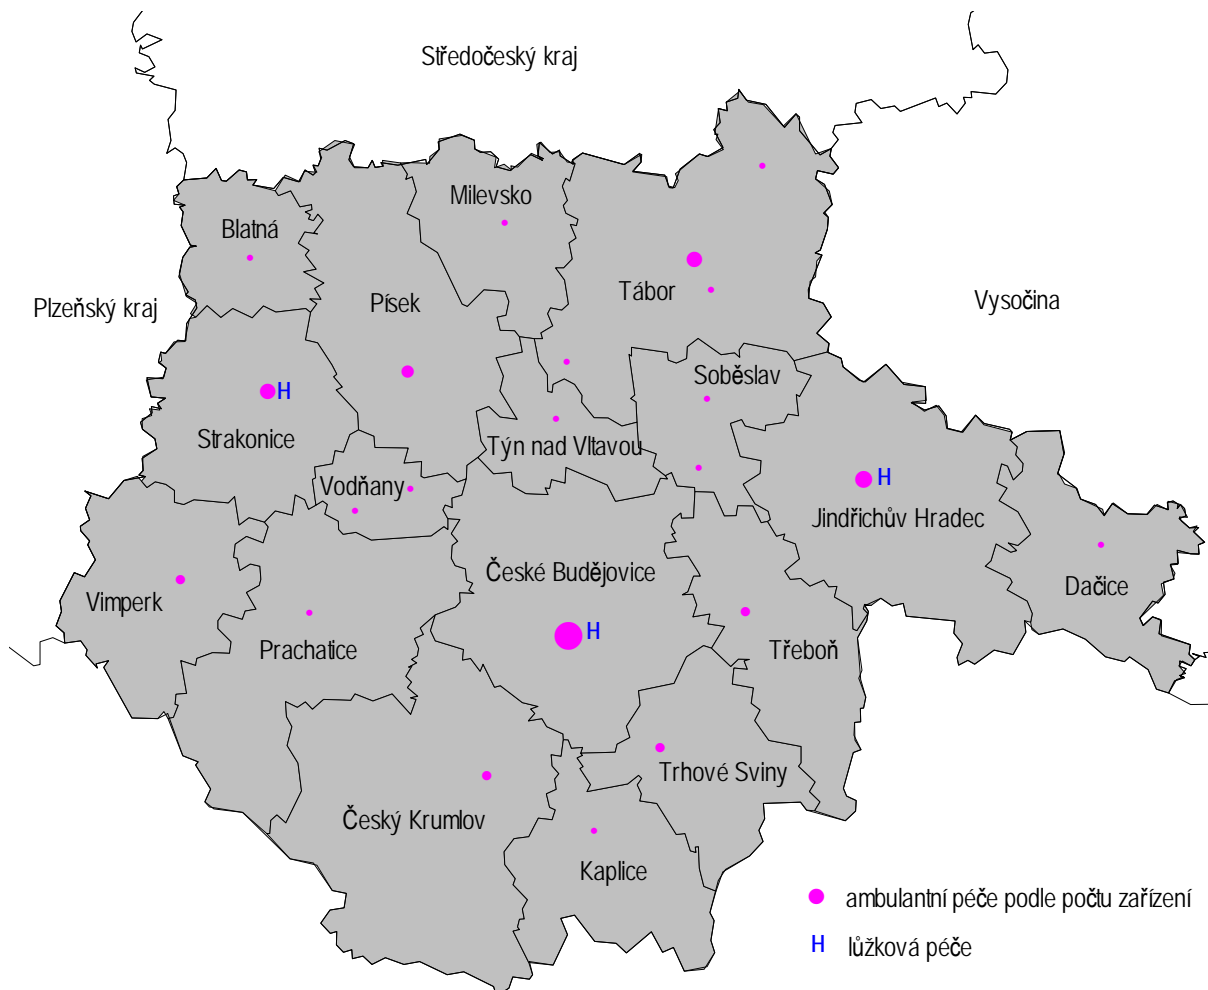 Středočeský kraj
Milevsko
Blatná
Plzeňský kraj
Písek
Tábor
Vysočina
Soběslav
H
Strakonice
Týn nad Vltavou
Vodňany
H
Jindřichův Hradec
České Budějovice
Vimperk
Dačice
H
Prachatice
Třeboň
Trhové Sviny
Český Krumlov
Kaplice
ambulantní péče podle počtu zařízení
H lůžková péče